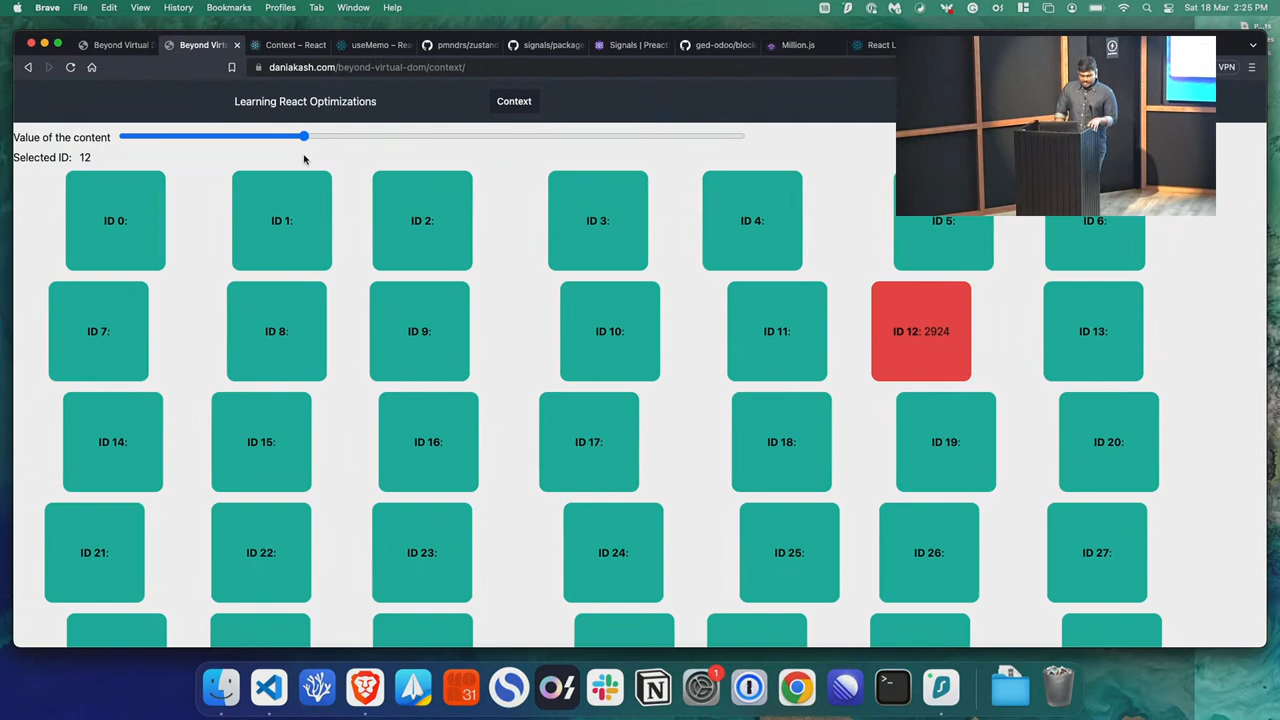 Brave File Edit View History Bookmarks Profiles Tab Window Help
18 Sat 18 Mar 2:25 PM
Beyond Virtual D
Beyond Virtu
Context – React
useMemo – Rea
pmndrs/zustand
signals/package
Signals | Preact
ged-odoo/block
Million.js
React L
daniakash.com/beyond-virtual-dom/context/
VPN
Learning React Optimizations
Context
Value of the content
Selected ID: 12
ID 0: ID 1: ID 2: ID 3: ID 4: ID 5: ID 6:
ID 7: ID 8: ID 9: ID 10: ID 11: ID 12: 2924 ID 13:
ID 14: ID 15: ID 16: ID 17: ID 18: ID 19: ID 20:
ID 21: ID 22: ID 23: ID 24: ID 25: ID 26: ID 27:
31
1